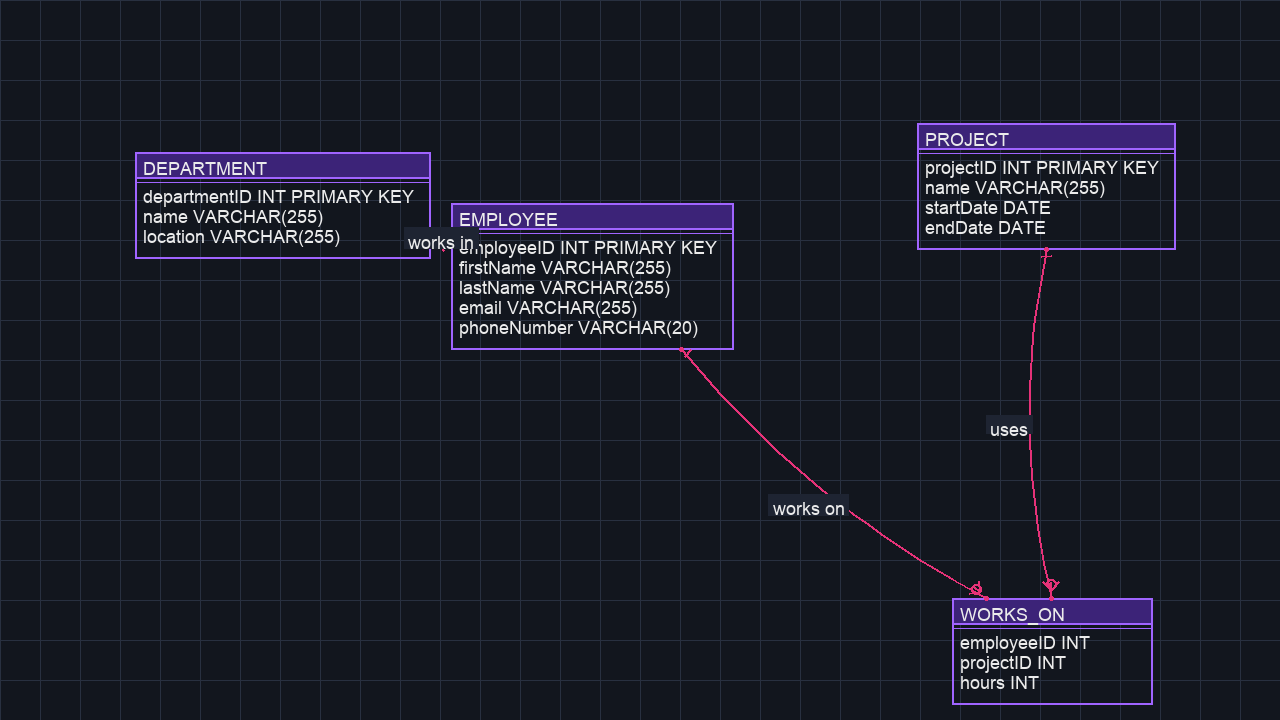 DEPARTMENT
departmentID INT PRIMARY KEY
name VARCHAR(255)
location VARCHAR(255)
works in
EMPLOYEE
employeeID INT PRIMARY KEY
firstName VARCHAR(255)
lastName VARCHAR(255)
email VARCHAR(255)
phoneNumber VARCHAR(20)
PROJECT
projectID INT PRIMARY KEY
name VARCHAR(255)
startDate DATE
endDate DATE
uses
works on
WORKS_ON
employeeID INT
projectID INT
hours INT